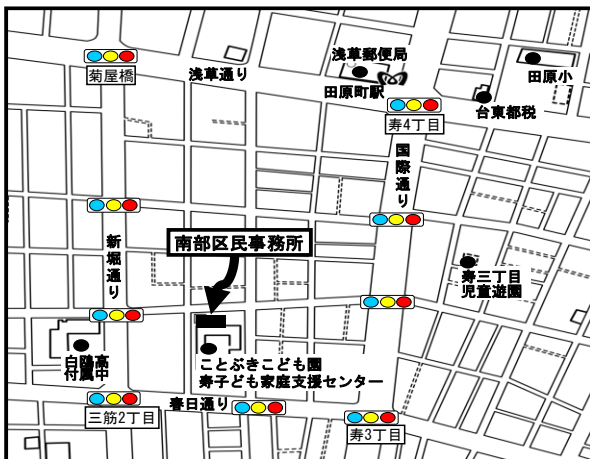 浅草郵便局
菊屋橋
浅草通り
田原町駅
田原小
台東都税
寿4丁目
国際通り
南部区民事務所
新堀通り
寿三丁目
児童遊園
白鷗高
付属中
ことぶきこども園
寿子ども家庭支援センター
三筋2丁目
春日通り
寿3丁目